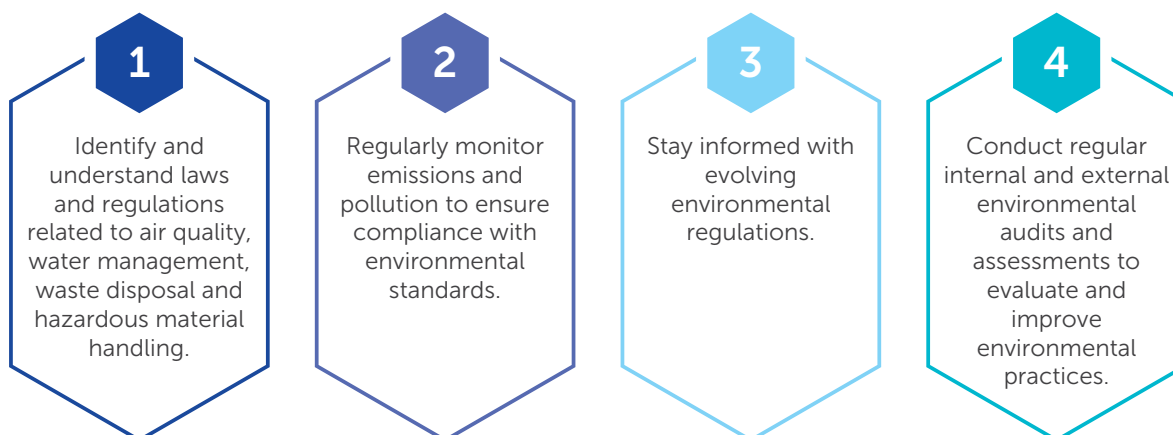 1
Identify and
understand laws
and regulations
related to air quality,
water management,
waste disposal and
hazardous material
handling.
2
Regularly monitor
emissions and
pollution to ensure
compliance with
environmental
standards.
3
Stay informed with
evolving
environmental
regulations.
4
Conduct regular
internal and external
environmental
audits and
assessments to
evaluate and
improve
environmental
practices.